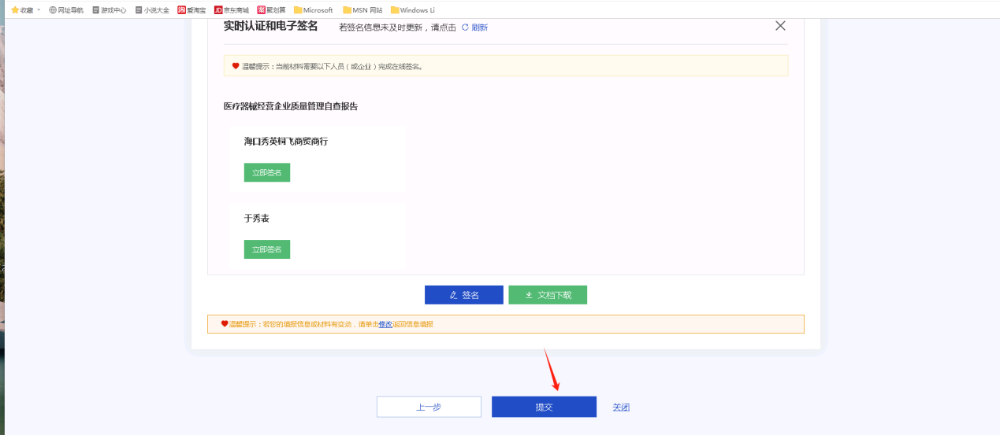 收藏 网址导航 游戏中心 小说大全 爱淘宝 京东商城 聚划算 Microsoft MSN 网站 Windows Li
实时认证和电子签名 若签名信息未及时更新，请点击 刷新
温馨提示：当前材料需要以下人员（或企业）完成在线签名。
医疗器械经营企业质量管理自查报告
海口秀英桐飞商贸商行
立即签名
于秀表
立即签名
签名 文档下载
温馨提示：若您的填报信息或材料有变动，请单击修改返回信息填报
上一步 提交 关闭